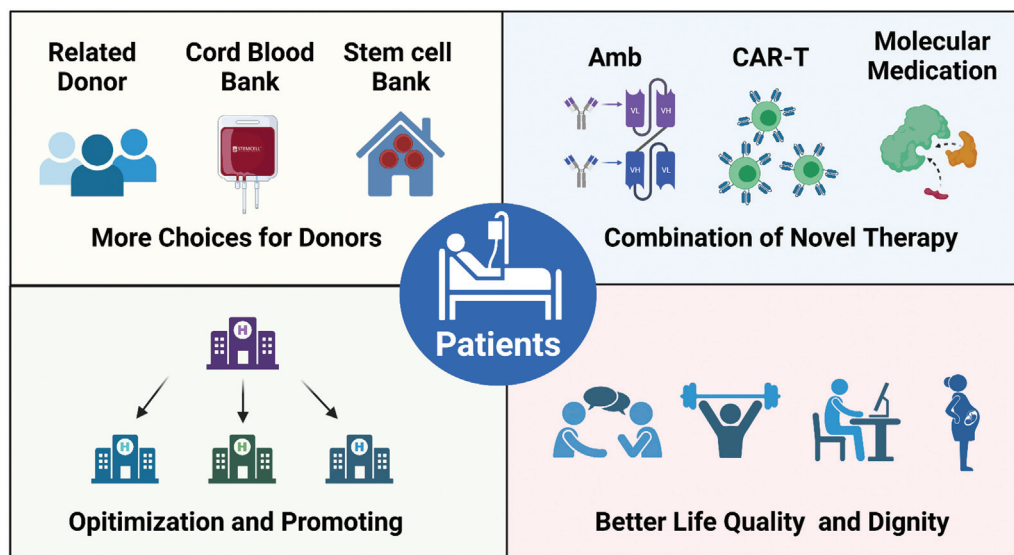 Related
Donor
Cord Blood
Bank
Stem cell
Bank
STEMCELL
More Choices for Donors
Amb
CAR-T
Molecular
Medication
VL
VH
VH
VL
Combination of Novel Therapy
Patients
H
H
H
H
Opitimization and Promoting
Better Life Quality and Dignity